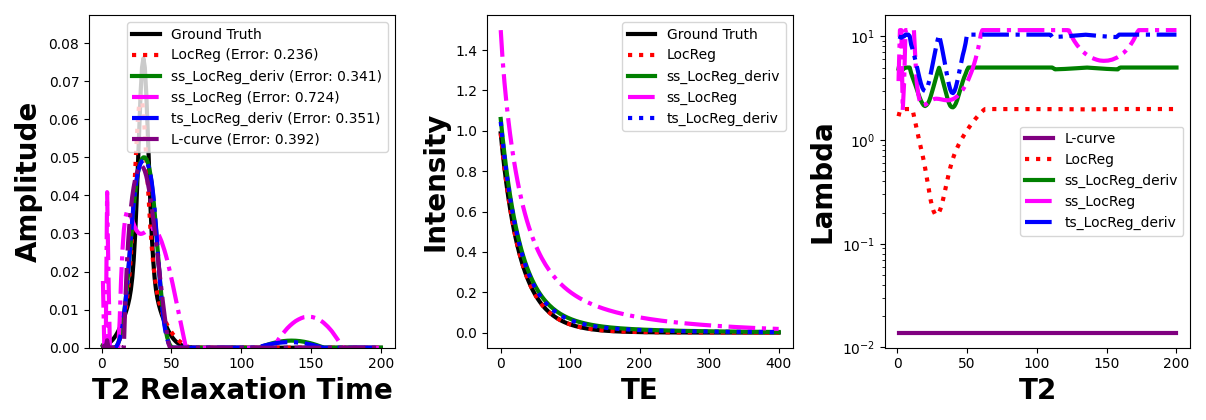 Amplitude
0.08
0.07
0.06
0.05
0.04
0.03
0.02
0.01
0.00
Ground Truth
LocReg (Error: 0.236)
ss_LocReg_deriv (Error: 0.341)
ss_LocReg (Error: 0.724)
ts_LocReg_deriv (Error: 0.351)
L-curve (Error: 0.392)
0 50 100 150 200
T2 Relaxation Time
Intensity
1.4
1.2
1.0
0.8
0.6
0.4
0.2
0.0
Ground Truth
LocReg
ss_LocReg_deriv
ss_LocReg
ts_LocReg_deriv
0 100 200 300 400
TE
Lambda
10¹
10⁰
10⁻¹
10⁻²
L-curve
LocReg
ss_LocReg_deriv
ss_LocReg
ts_LocReg_deriv
0 50 100 150 200
T2